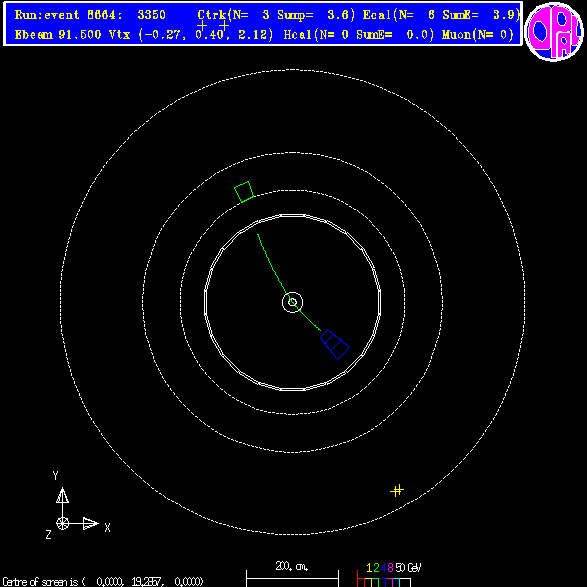 Run:event 8664: 3350 Ctrk(N= 3 Sump= 3.6) Ecal(N= 6 SumE= 3.9)
Ebeam 91.500 Vtx (-0.27, 0.40, 2.12) Hcal(N= 0 SumE= 0.0) Muon(N= 0)
OPAL
Y
X
Z
200. cm.
1 2 4 8 50 GeV
Centre of screen is ( 0.0000, 19.2857, 0.0000)